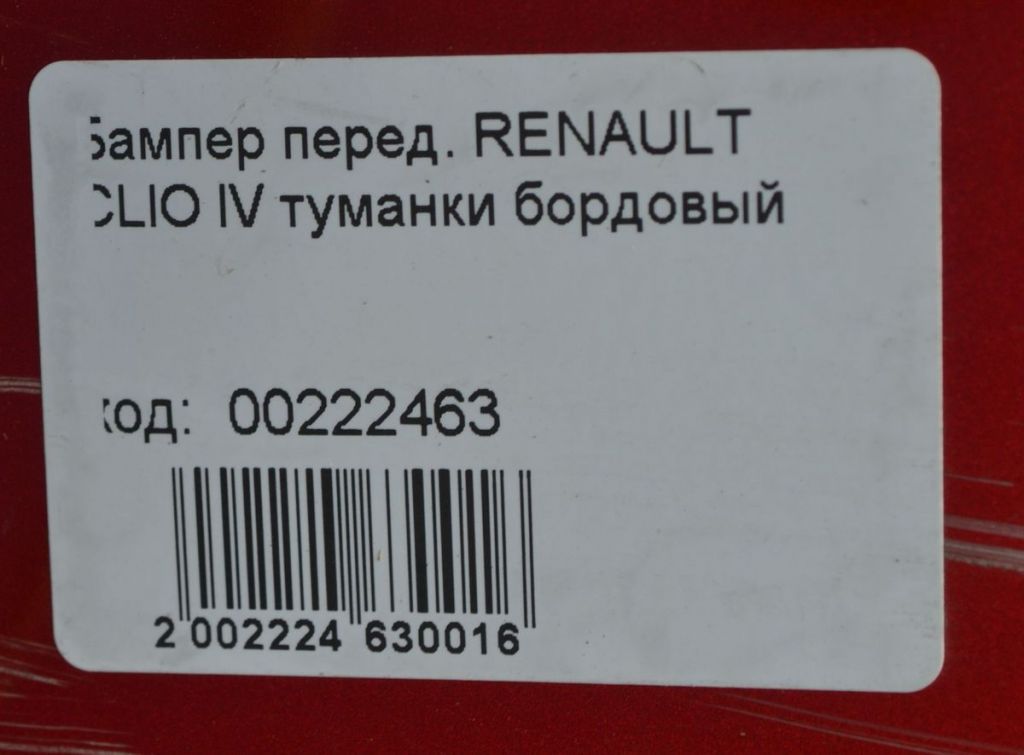 Бампер перед. RENAULT
CLIO IV туманки бордовый
код: 00222463
2 002224 630016